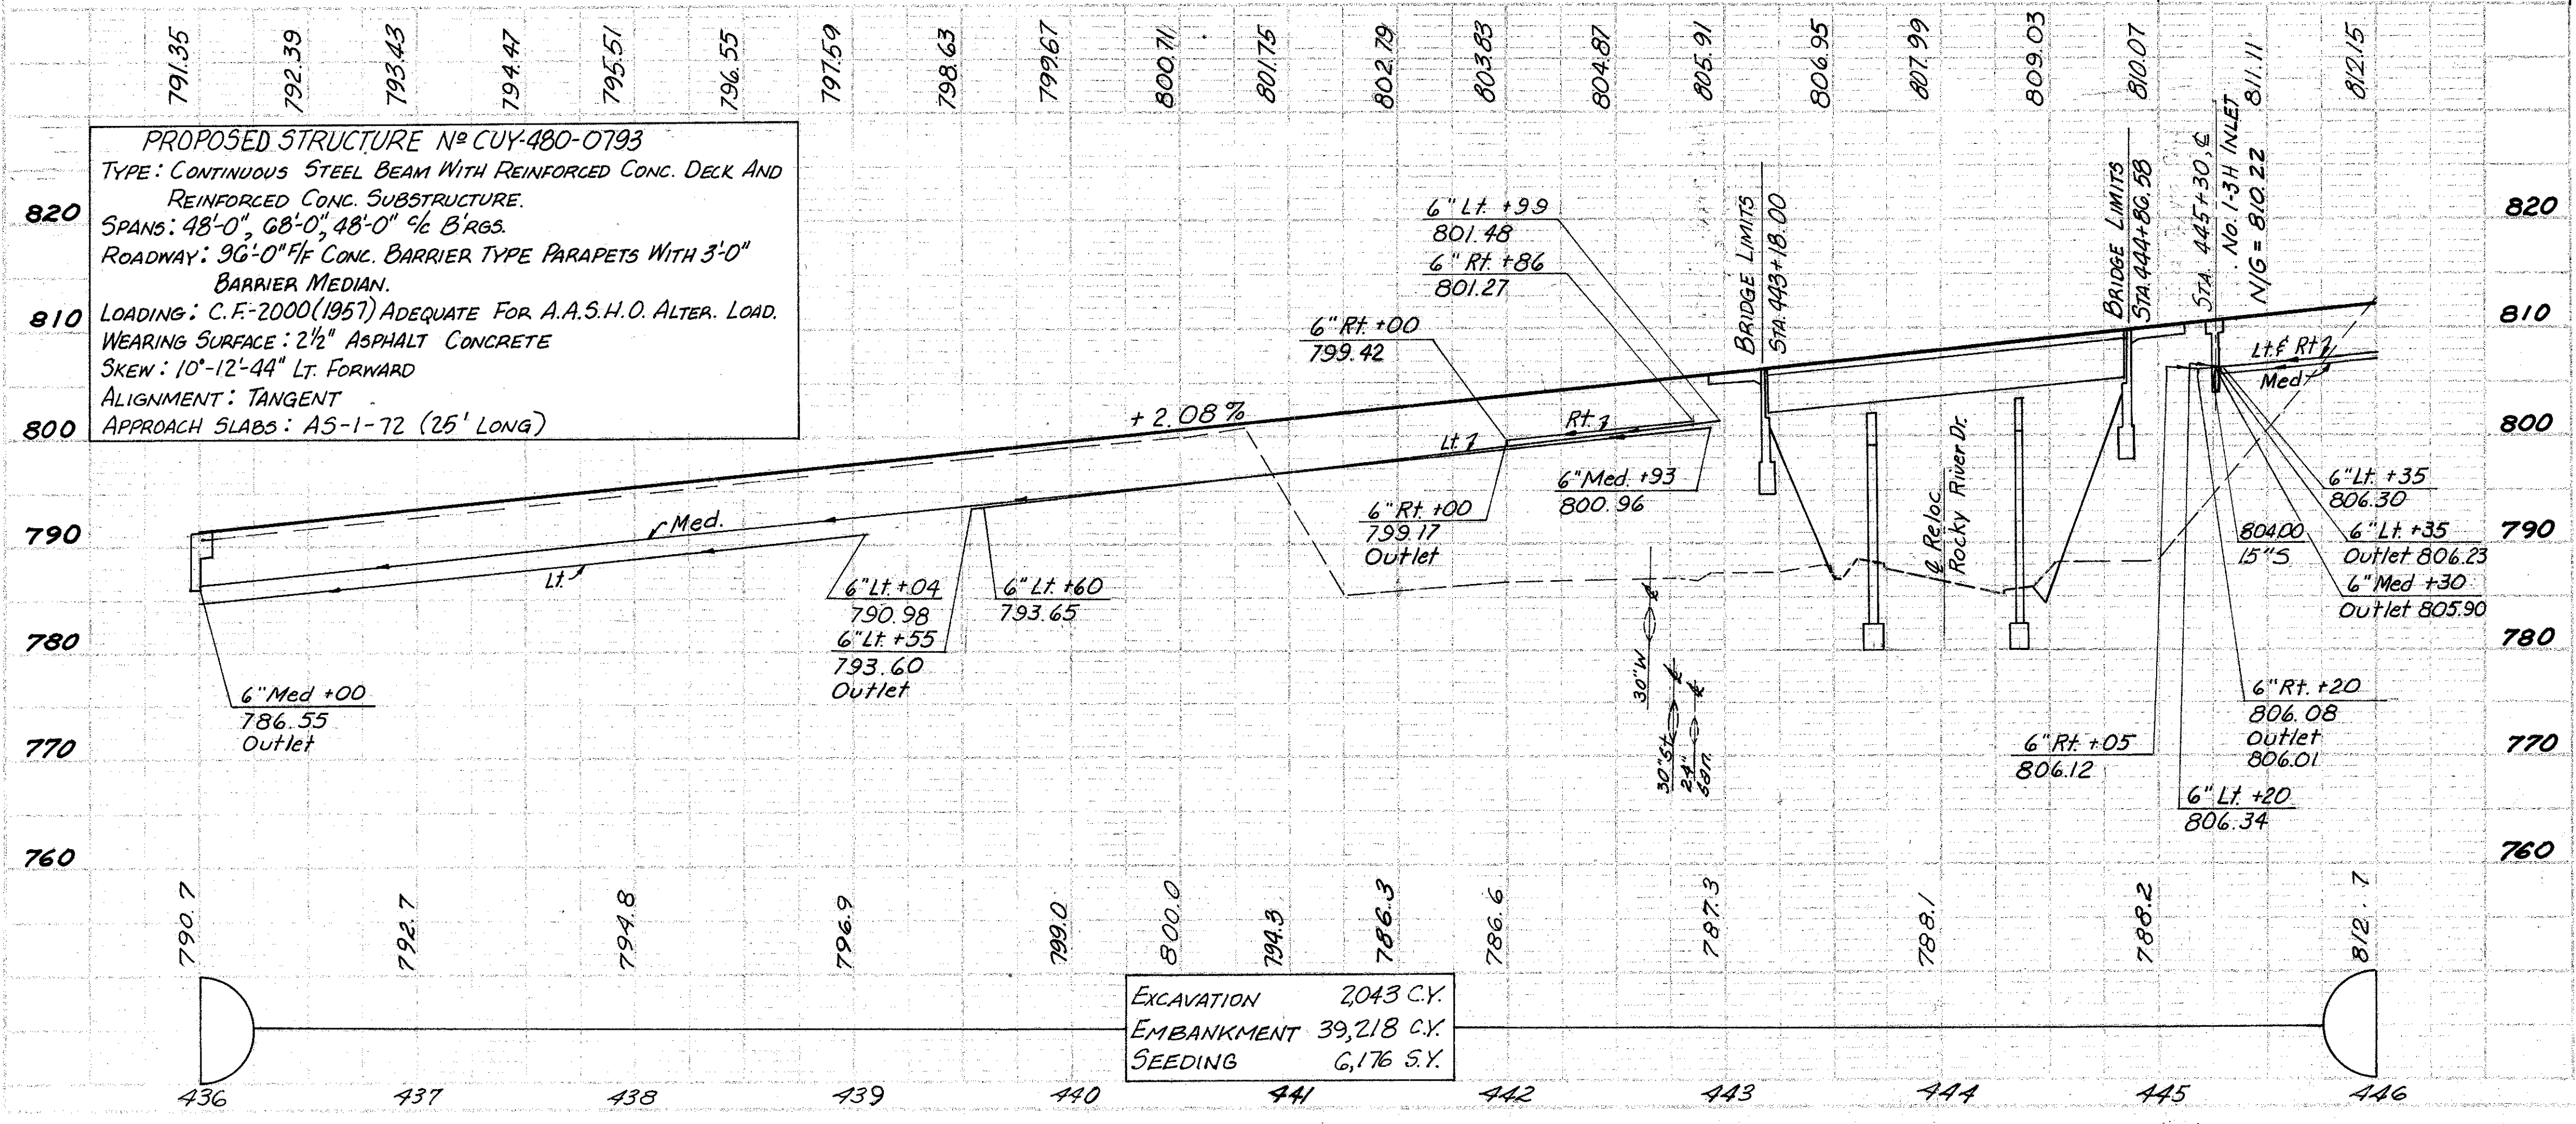 791.35 792.39 793.43 794.47 795.51 796.55 797.59 798.63 799.67 800.71 801.75 802.79 803.83 804.87 805.91 806.95 807.99 809.03 810.07 811.11 812.15
PROPOSED STRUCTURE Nº CUY-480-0793
TYPE: CONTINUOUS STEEL BEAM WITH REINFORCED CONC. DECK AND
REINFORCED CONC. SUBSTRUCTURE.
SPANS: 48'-0", 68'-0", 48'-0" c/c B'RGS.
ROADWAY: 96'-0" F/F CONC. BARRIER TYPE PARAPETS WITH 3'-0"
BARRIER MEDIAN.
LOADING: C.F.-2000(1957) ADEQUATE FOR A.A.S.H.O. ALTER. LOAD.
WEARING SURFACE: 2½" ASPHALT CONCRETE
SKEW: 10°-12'-44" LT. FORWARD
ALIGNMENT: TANGENT
APPROACH SLABS: AS-1-72 (25' LONG)
820
810
800
790
780
770
760
820
810
800
790
780
770
760
+2.08%
6" Lt. +99
801.48
6" Rt. +86
801.27
6" Rt. +00
799.42
BRIDGE LIMITS
STA. 443+18.00
BRIDGE LIMITS
STA. 444+86.58
STA. 445+30, ℄
No. 1-3H INLET
N/G = 810.22
Lt. & Rt.
Med
Rt.
Lt.
Med.
Lt.
6" Med. +93
800.96
6" Rt. +00
799.17
Outlet
℄ Reloc.
Rocky River Dr.
6" Lt. +35
806.30
804.00
15"S
6" Lt. +35
Outlet 806.23
6" Med +30
Outlet 805.90
6" Lt. +04
790.98
6" Lt. +55
793.60
Outlet
6" Lt. +60
793.65
6" Med +00
786.55
Outlet
30" W
30" St.
24"
San.
6" Rt. +20
806.08
Outlet
806.01
6" Rt. +05
806.12
6" Lt. +20
806.34
790.7 792.7 794.8 796.9 799.0 800.0 794.3 786.3 786.6 787.3 788.1 788.2 812.7
EXCAVATION 2,043 C.Y.
EMBANKMENT 39,218 C.Y.
SEEDING 6,176 S.Y.
436 437 438 439 440 441 442 443 444 445 446